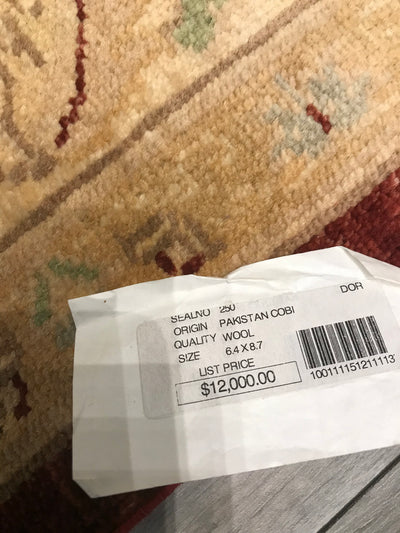 DOR
SEALNO 250
ORIGIN PAKISTAN COBI
QUALITY WOOL
SIZE 6.4 X 8.7
LIST PRICE
$12,000.00
100111151211113